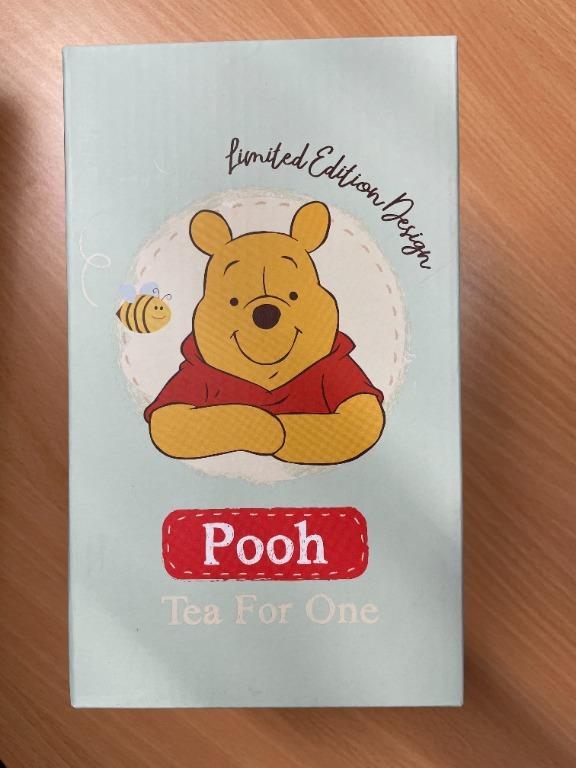 Limited Edition Design
Pooh
Tea For One